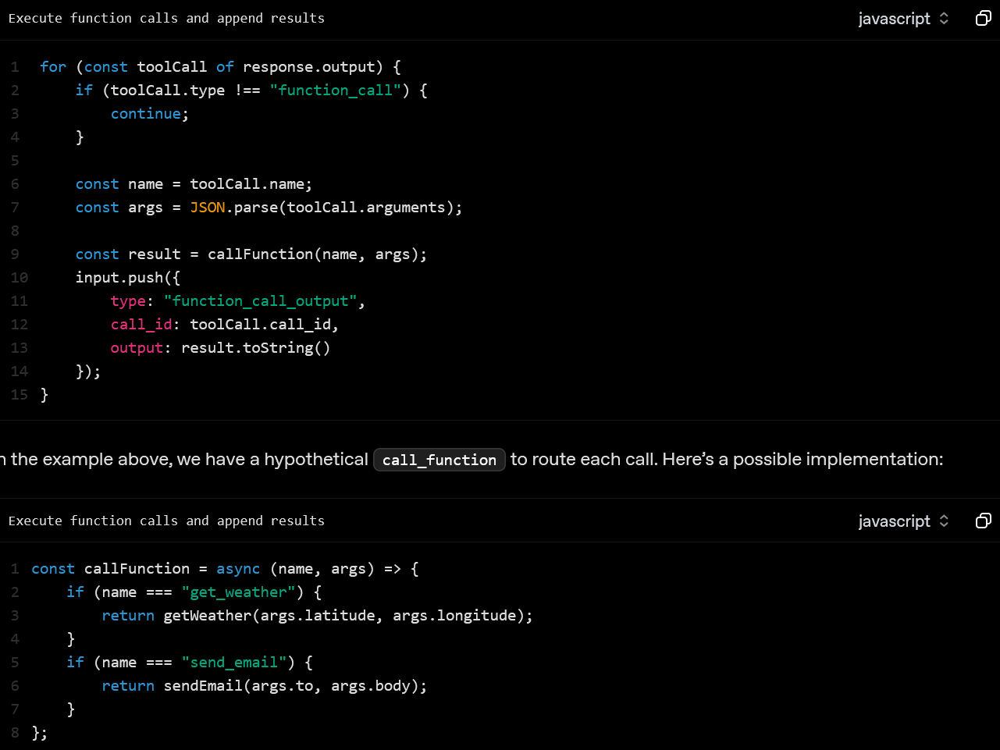 Execute function calls and append results
javascript
1 for (const toolCall of response.output) {
2     if (toolCall.type !== "function_call") {
3         continue;
4     }
5
6     const name = toolCall.name;
7     const args = JSON.parse(toolCall.arguments);
8
9     const result = callFunction(name, args);
10     input.push({
11         type: "function_call_output",
12         call_id: toolCall.call_id,
13         output: result.toString()
14     });
15 }
n the example above, we have a hypothetical call_function to route each call. Here’s a possible implementation:
Execute function calls and append results
javascript
1 const callFunction = async (name, args) => {
2     if (name === "get_weather") {
3         return getWeather(args.latitude, args.longitude);
4     }
5     if (name === "send_email") {
6         return sendEmail(args.to, args.body);
7     }
8 };